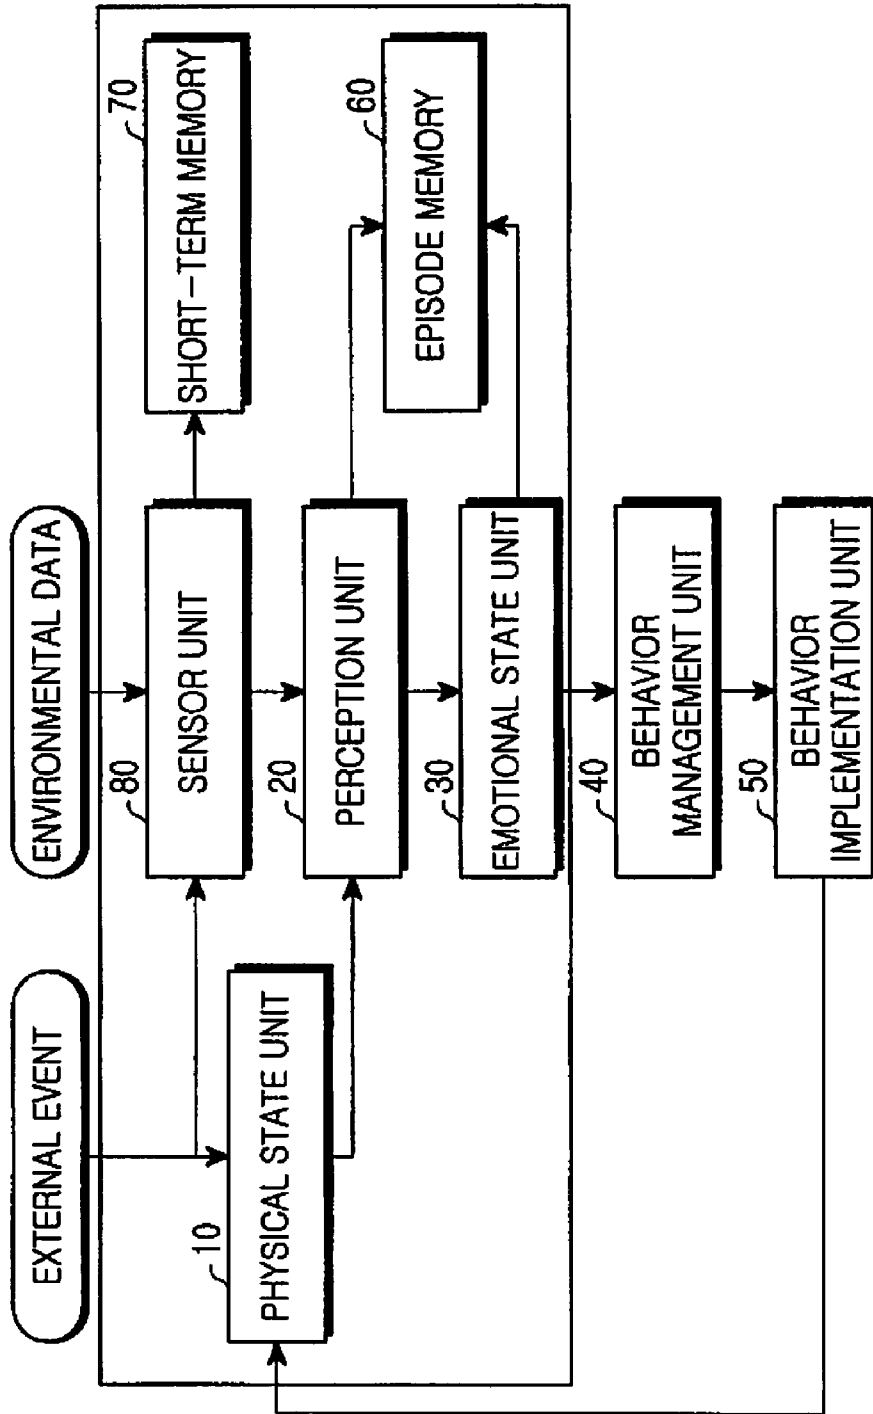 EXTERNAL EVENT
ENVIRONMENTAL DATA
10
PHYSICAL STATE UNIT
80
SENSOR UNIT
70
SHORT-TERM MEMORY
20
PERCEPTION UNIT
60
EPISODE MEMORY
30
EMOTIONAL STATE UNIT
40
BEHAVIOR
MANAGEMENT UNIT
50
BEHAVIOR
IMPLEMENTATION UNIT